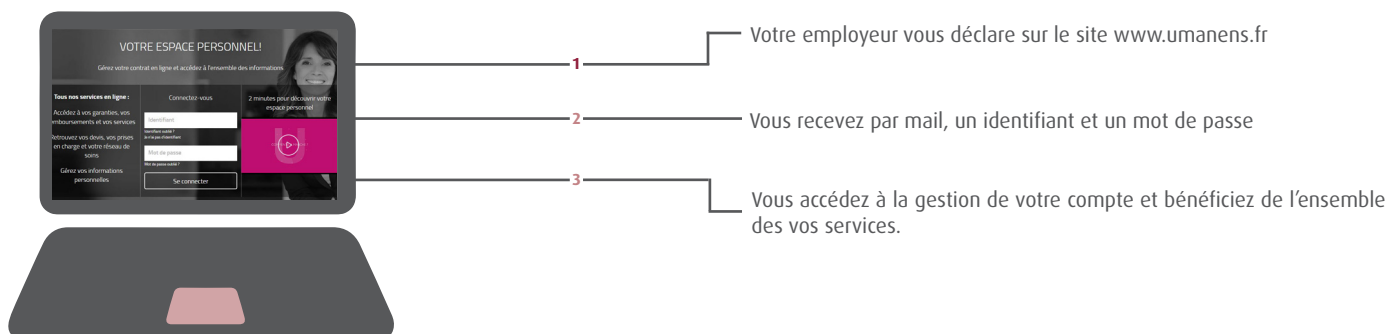 VOTRE ESPACE PERSONNEL!
Gérez votre contrat en ligne et accédez à l'ensemble des informations
Tous nos services en ligne :
Accédez à vos garanties, vos
emboursements et vos services
Retrouvez vos devis, vos prises
en charge et votre réseau de
soins
Gérez vos informations
personnelles
Connectez-vous
Identifiant
Identifiant oublié ?
Je n'ai pas d'identifiant
Mot de passe
Mot de passe oublié ?
Se connecter
2 minutes pour découvrir votre
espace personnel
U
1
Votre employeur vous déclare sur le site www.umanens.fr
2
Vous recevez par mail, un identifiant et un mot de passe
3
Vous accédez à la gestion de votre compte et bénéficiez de l’ensemble
des vos services.